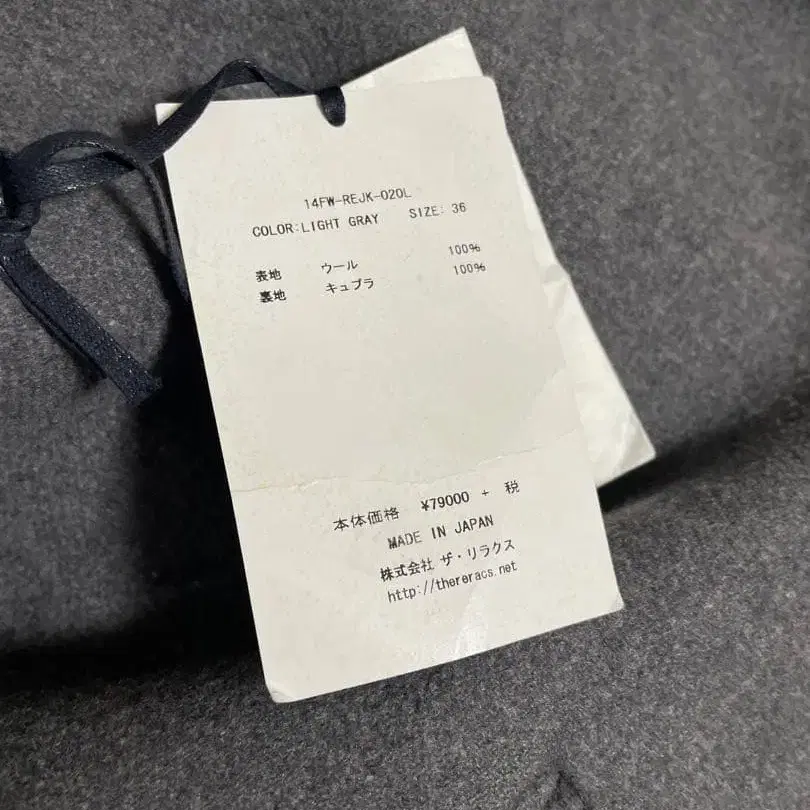 14FW-REJK-020L
COLOR:LIGHT GRAY SIZE: 36
表地 ウール 100%
裏地 キュプラ 100%
本体価格 ¥79000 + 税
MADE IN JAPAN
株式会社 ザ・リラクス
http://thereracs.net